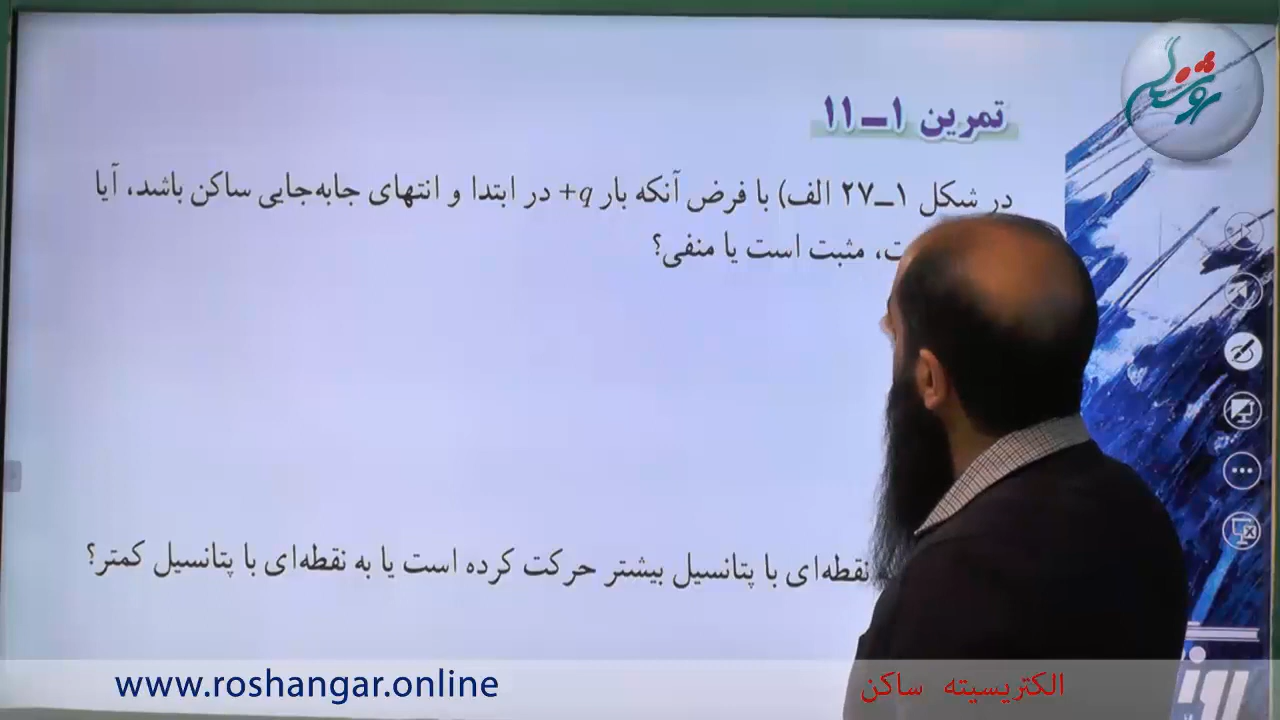 روشنگر
تمرین ۱ـ۱۱
در شکل ۱ـ۲۷ الف) با فرض آنکه بار q+ در ابتدا و انتهای جابه‌جایی ساکن باشد، آیا
مثبت است یا منفی؟
نقطه‌ای با پتانسیل بیشتر حرکت کرده است یا به نقطه‌ای با پتانسیل کمتر؟
www.roshangar.online
الکتریسیته ساکن